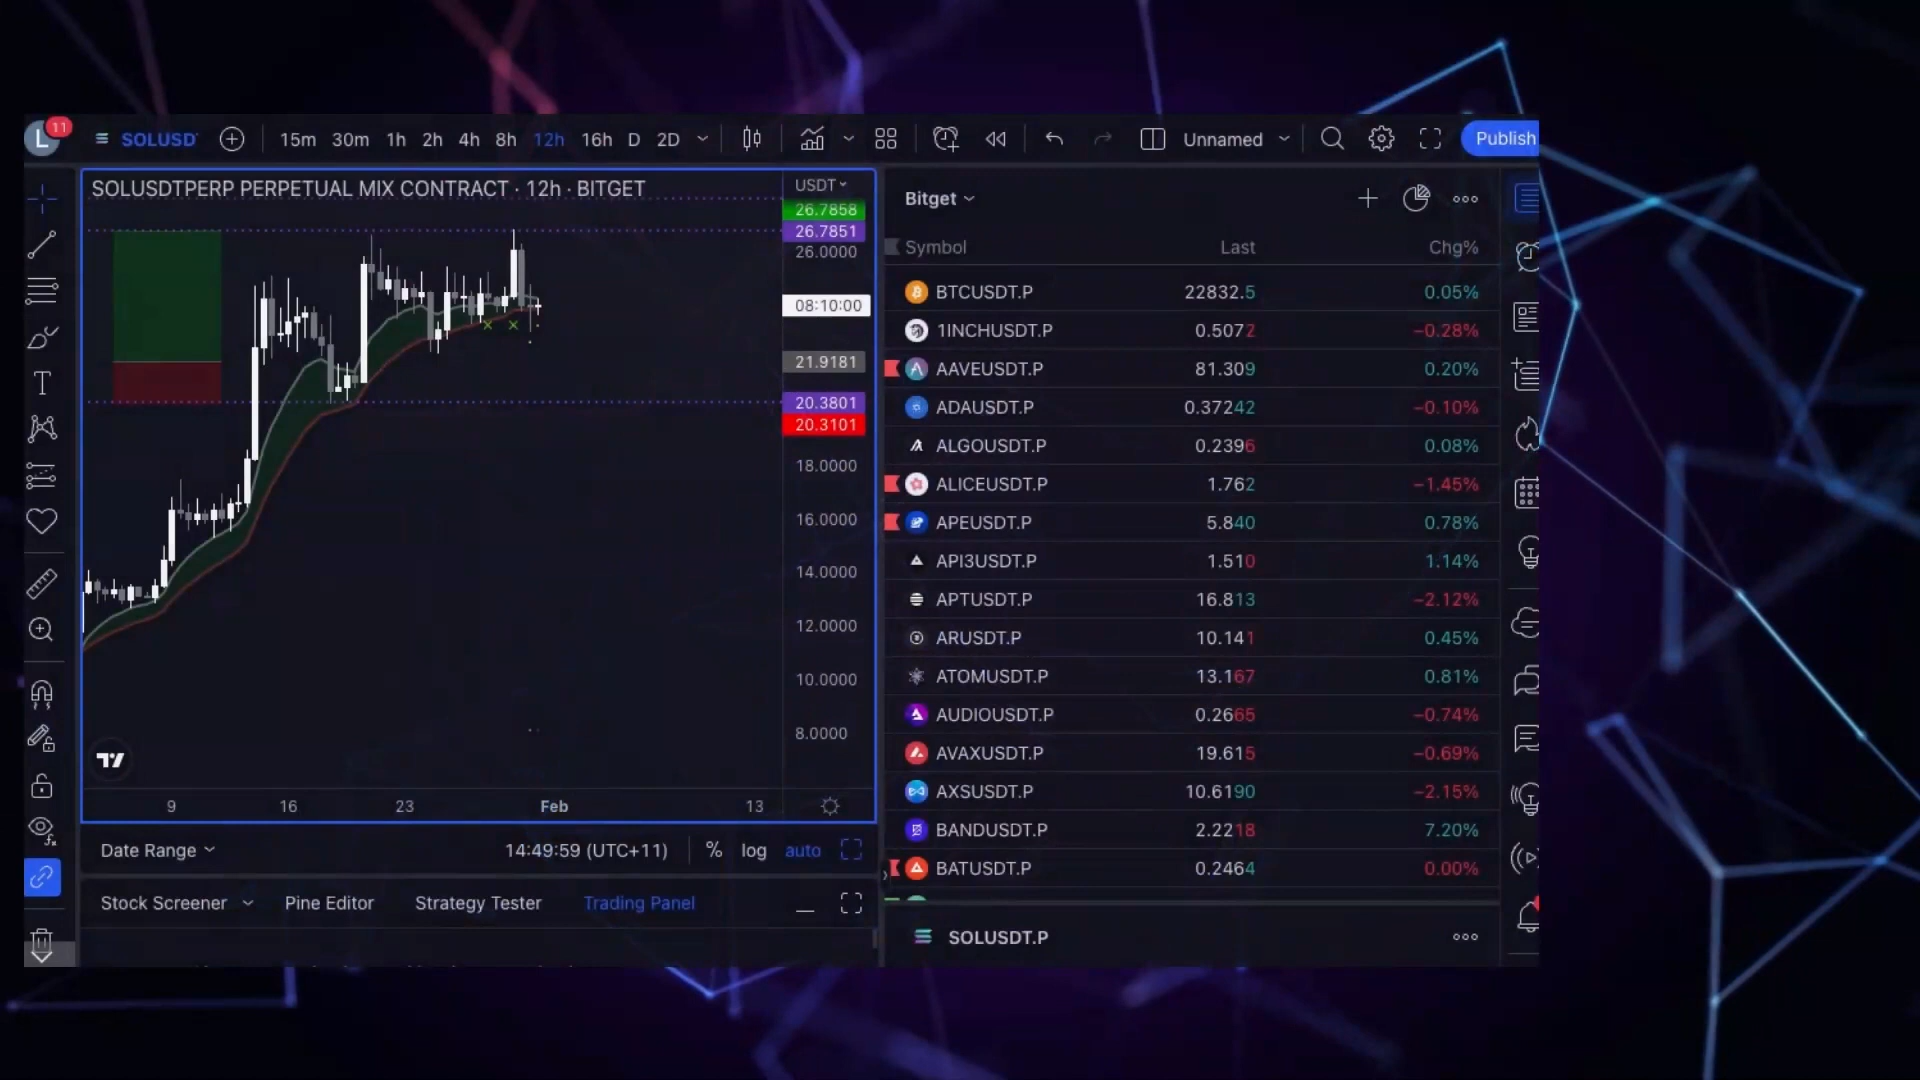 L
11
SOLUSD
15m 30m 1h 2h 4h 8h 12h 16h D 2D
Unnamed
Publish
SOLUSDTPERP PERPETUAL MIX CONTRACT · 12h · BITGET
USDT
26.7858
26.7851
26.0000
08:10:00
21.9181
20.3801
20.3101
18.0000
16.0000
14.0000
12.0000
10.0000
8.0000
9 16 23 Feb 13
Date Range
14:49:59 (UTC+11)
% log auto
Stock Screener Pine Editor Strategy Tester Trading Panel
Bitget
Symbol Last Chg%
BTCUSDT.P 22832.5 0.05%
1INCHUSDT.P 0.5072 −0.28%
AAVEUSDT.P 81.309 0.20%
ADAUSDT.P 0.37242 −0.10%
ALGOUSDT.P 0.2396 0.08%
ALICEUSDT.P 1.762 −1.45%
APEUSDT.P 5.840 0.78%
API3USDT.P 1.510 1.14%
APTUSDT.P 16.813 −2.12%
ARUSDT.P 10.141 0.45%
ATOMUSDT.P 13.167 0.81%
AUDIOUSDT.P 0.2665 −0.74%
AVAXUSDT.P 19.615 −0.69%
AXSUSDT.P 10.6190 −2.15%
BANDUSDT.P 2.2218 7.20%
BATUSDT.P 0.2464 0.00%
SOLUSDT.P